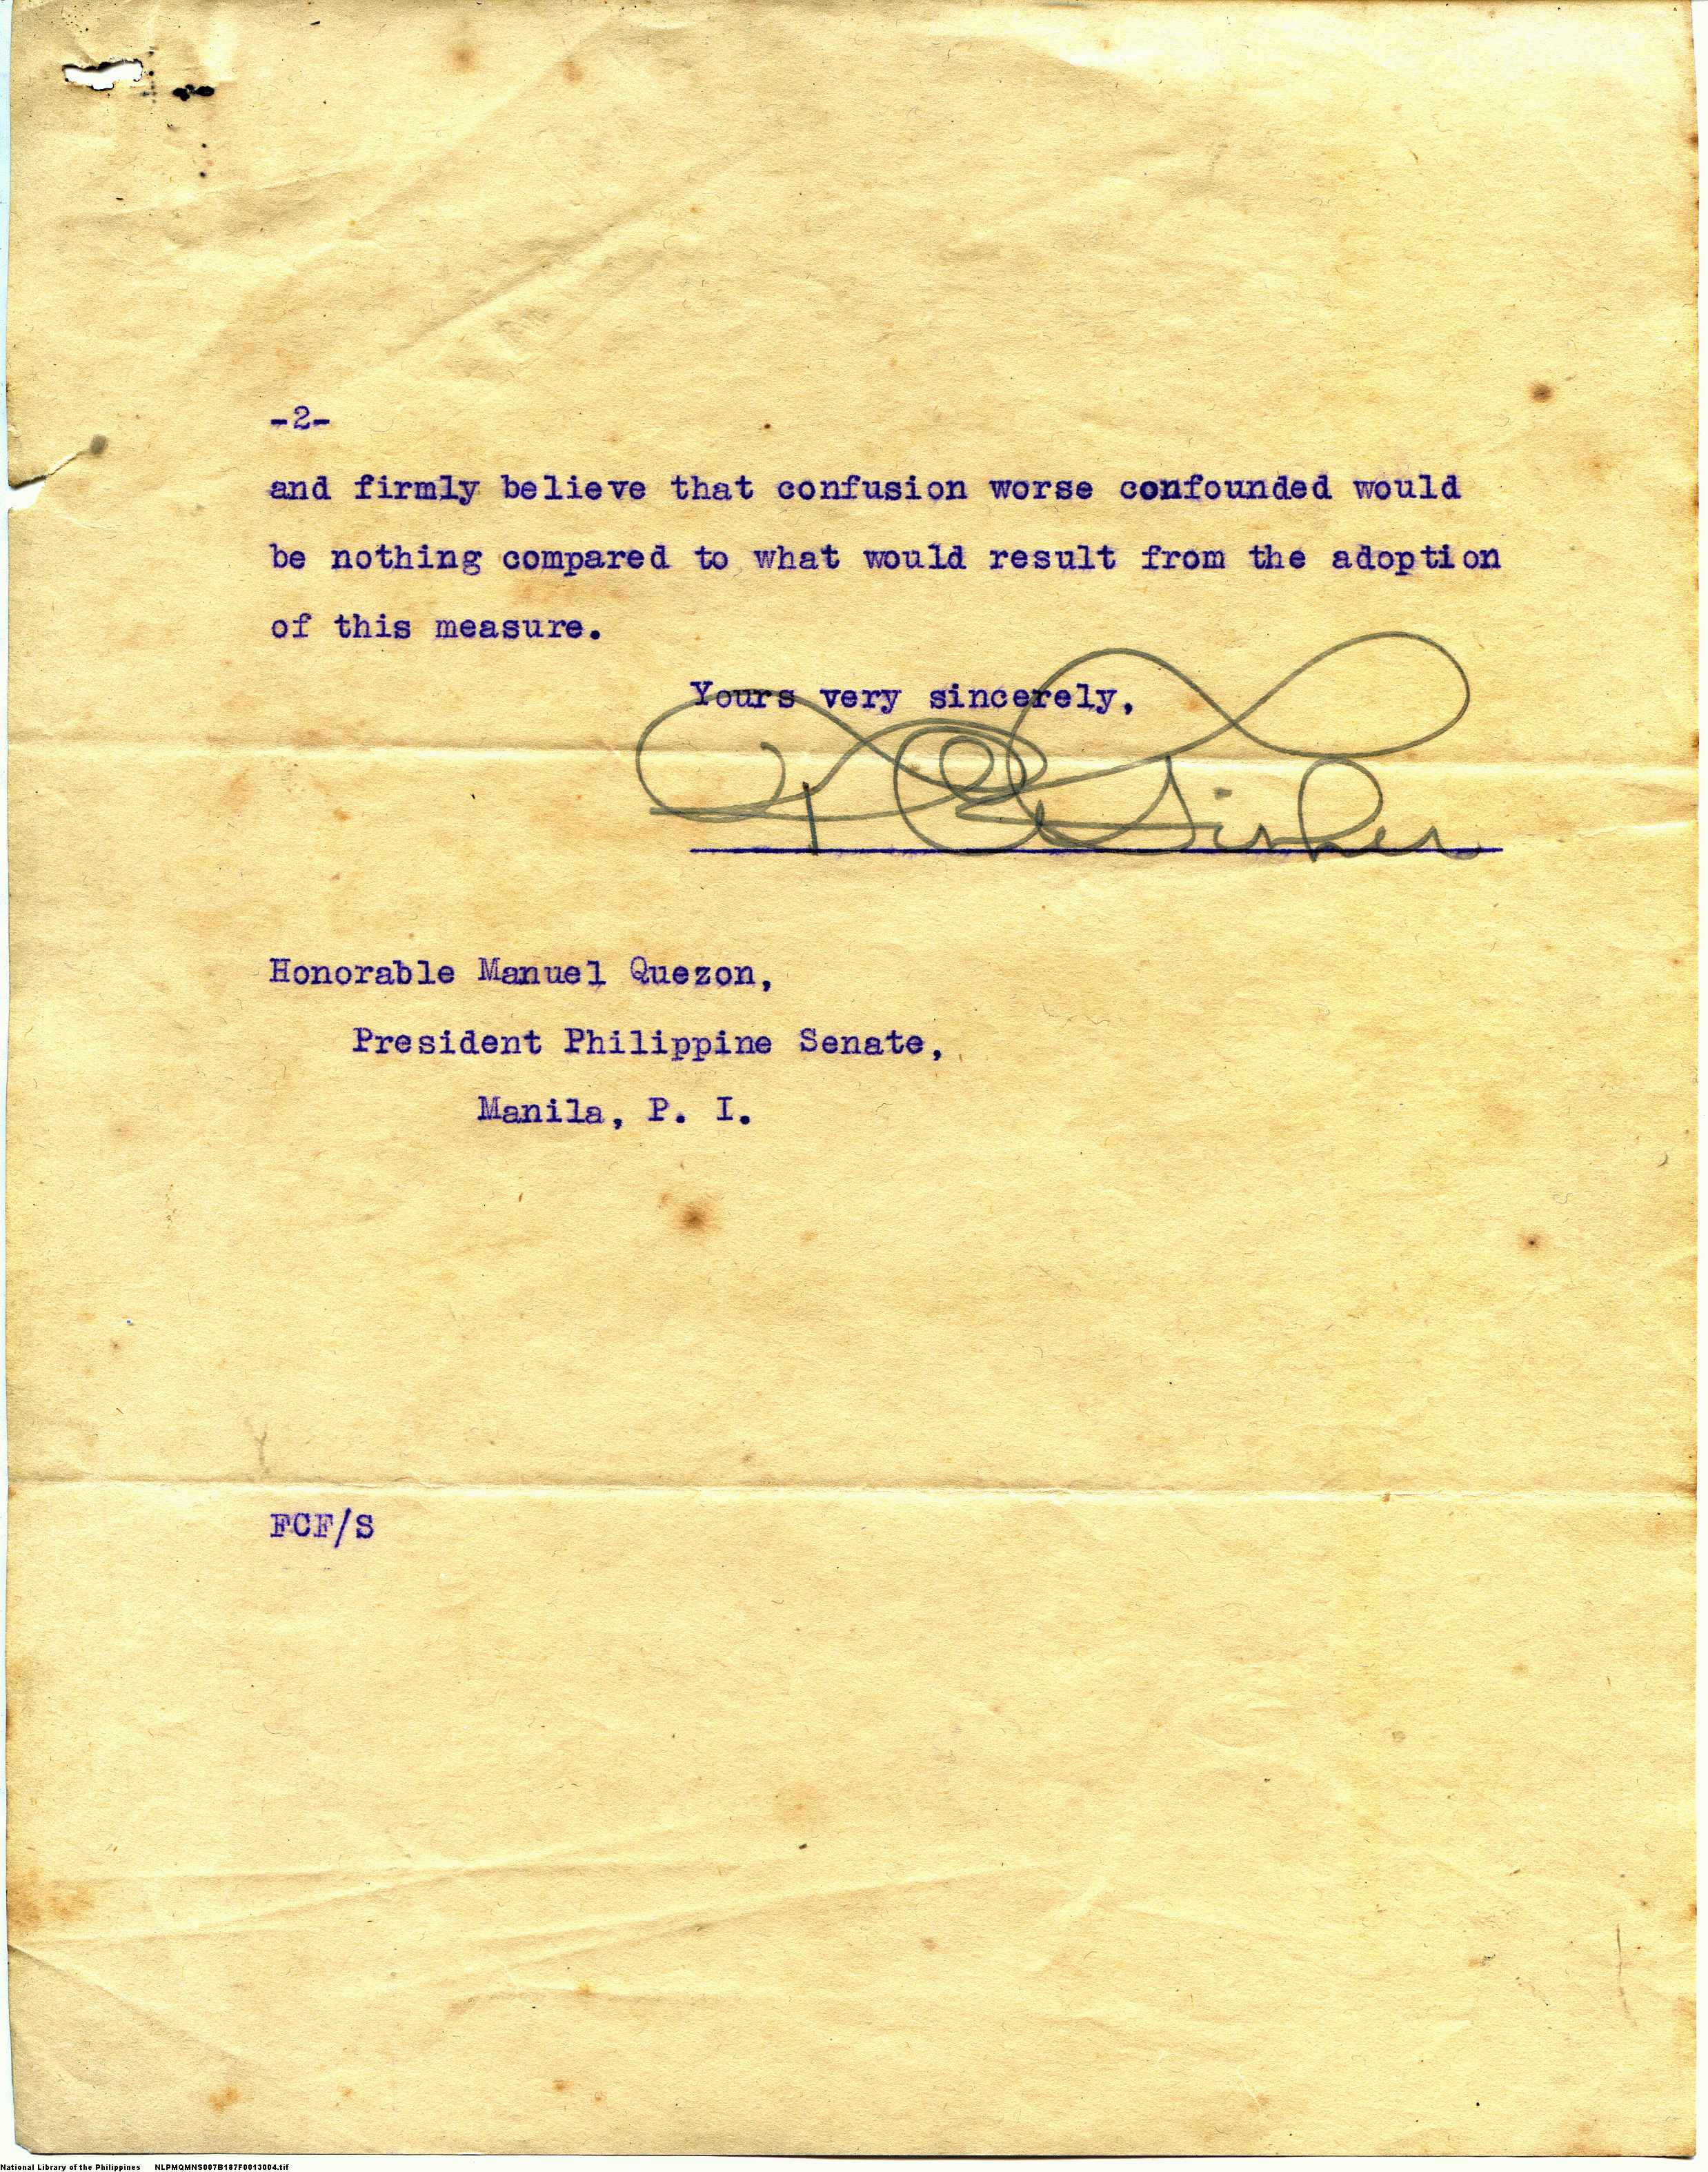 -2-
and firmly believe that confusion worse confounded would
be nothing compared to what would result from the adoption
of this measure.
Yours very sincerely,
F C Fisher
Honorable Manuel Quezon,
President Philippine Senate,
Manila, P. I.
FCF/S
National Library of the Philippines NLPMQMNS007B187F0013004.tif